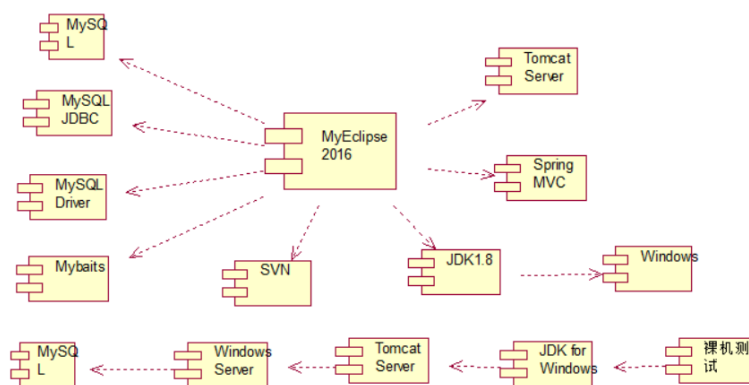 MySQ
L
Tomcat
Server
MySQL
JDBC
MyEclipse
2016
Spring
MVC
MySQL
Driver
Mybaits
SVN
JDK1.8
Windows
MySQ
L
Windows
Server
Tomcat
Server
JDK for
Windows
裸机测
试